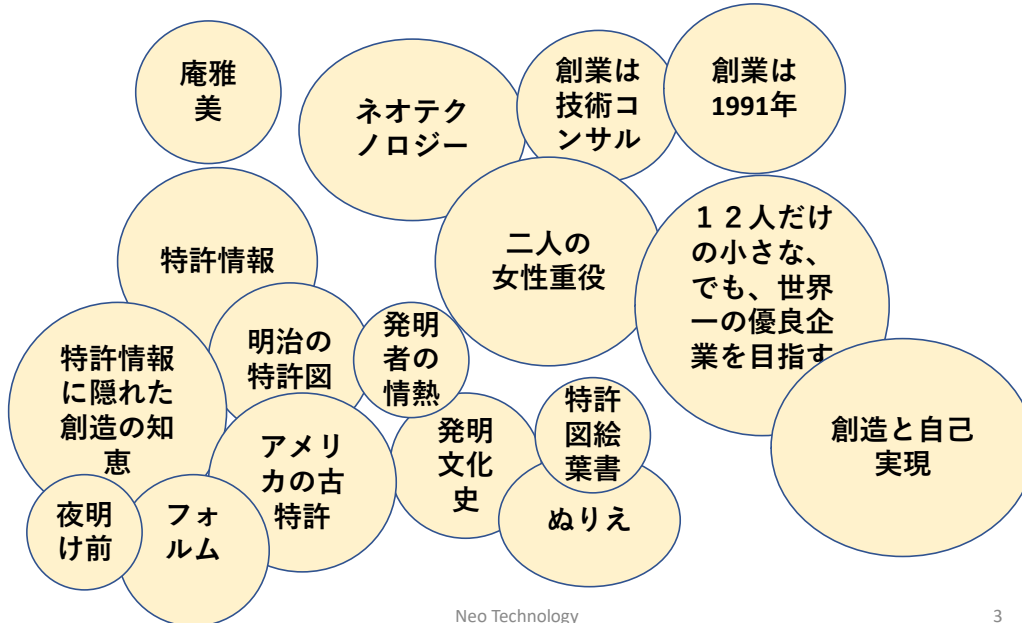 庵雅
美
ネオテク
ノロジー
創業は
技術コ
ンサル
創業は
1991年
特許情報
二人の
女性重役
１２人だけ
の小さな、
でも、世界
一の優良企
業を目指す
特許情報
に隠れた
創造の知
恵
明治の
特許図
発明
者の
情熱
アメリ
カの古
特許
発明
文化
史
特許
図絵
葉書
ぬりえ
創造と自己
実現
夜明
け前
フォ
ルム
Neo Technology
3